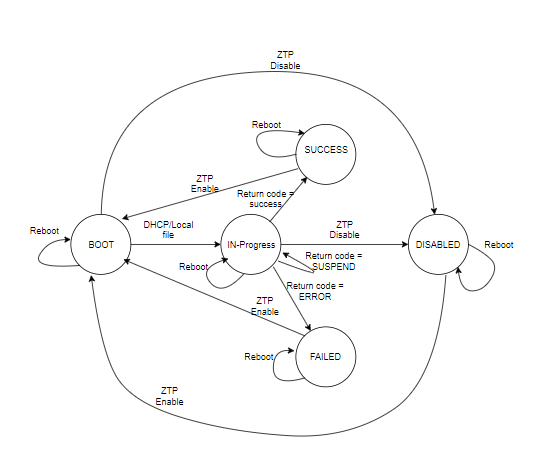 ZTP
Disable
Reboot
SUCCESS
ZTP
Enable
Return code =
success
DHCP/Local
file
ZTP
Disable
Reboot
BOOT
IN-Progress
DISABLED
Reboot
Return code =
SUSPEND
Reboot
Return code =
ERROR
ZTP
Enable
Reboot
FAILED
ZTP
Enable